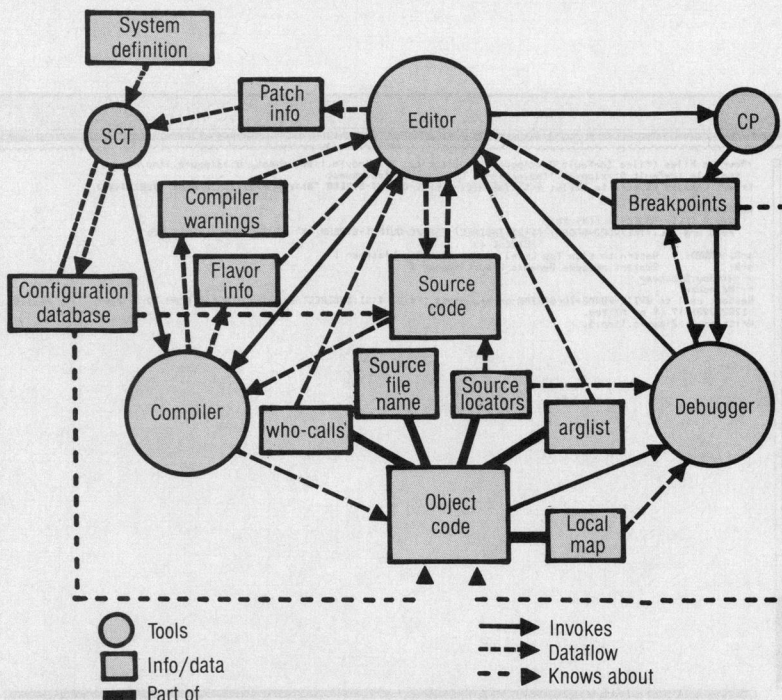 System
definition
Patch
info
Editor
SCT
CP
Compiler
warnings
Breakpoints
Flavor
info
Source
code
Configuration
database
Source
file
name
Source
locators
Compiler
who-calls'
arglist
Debugger
Object
code
Local
map
Tools
Info/data
Part of
Invokes
Dataflow
Knows about